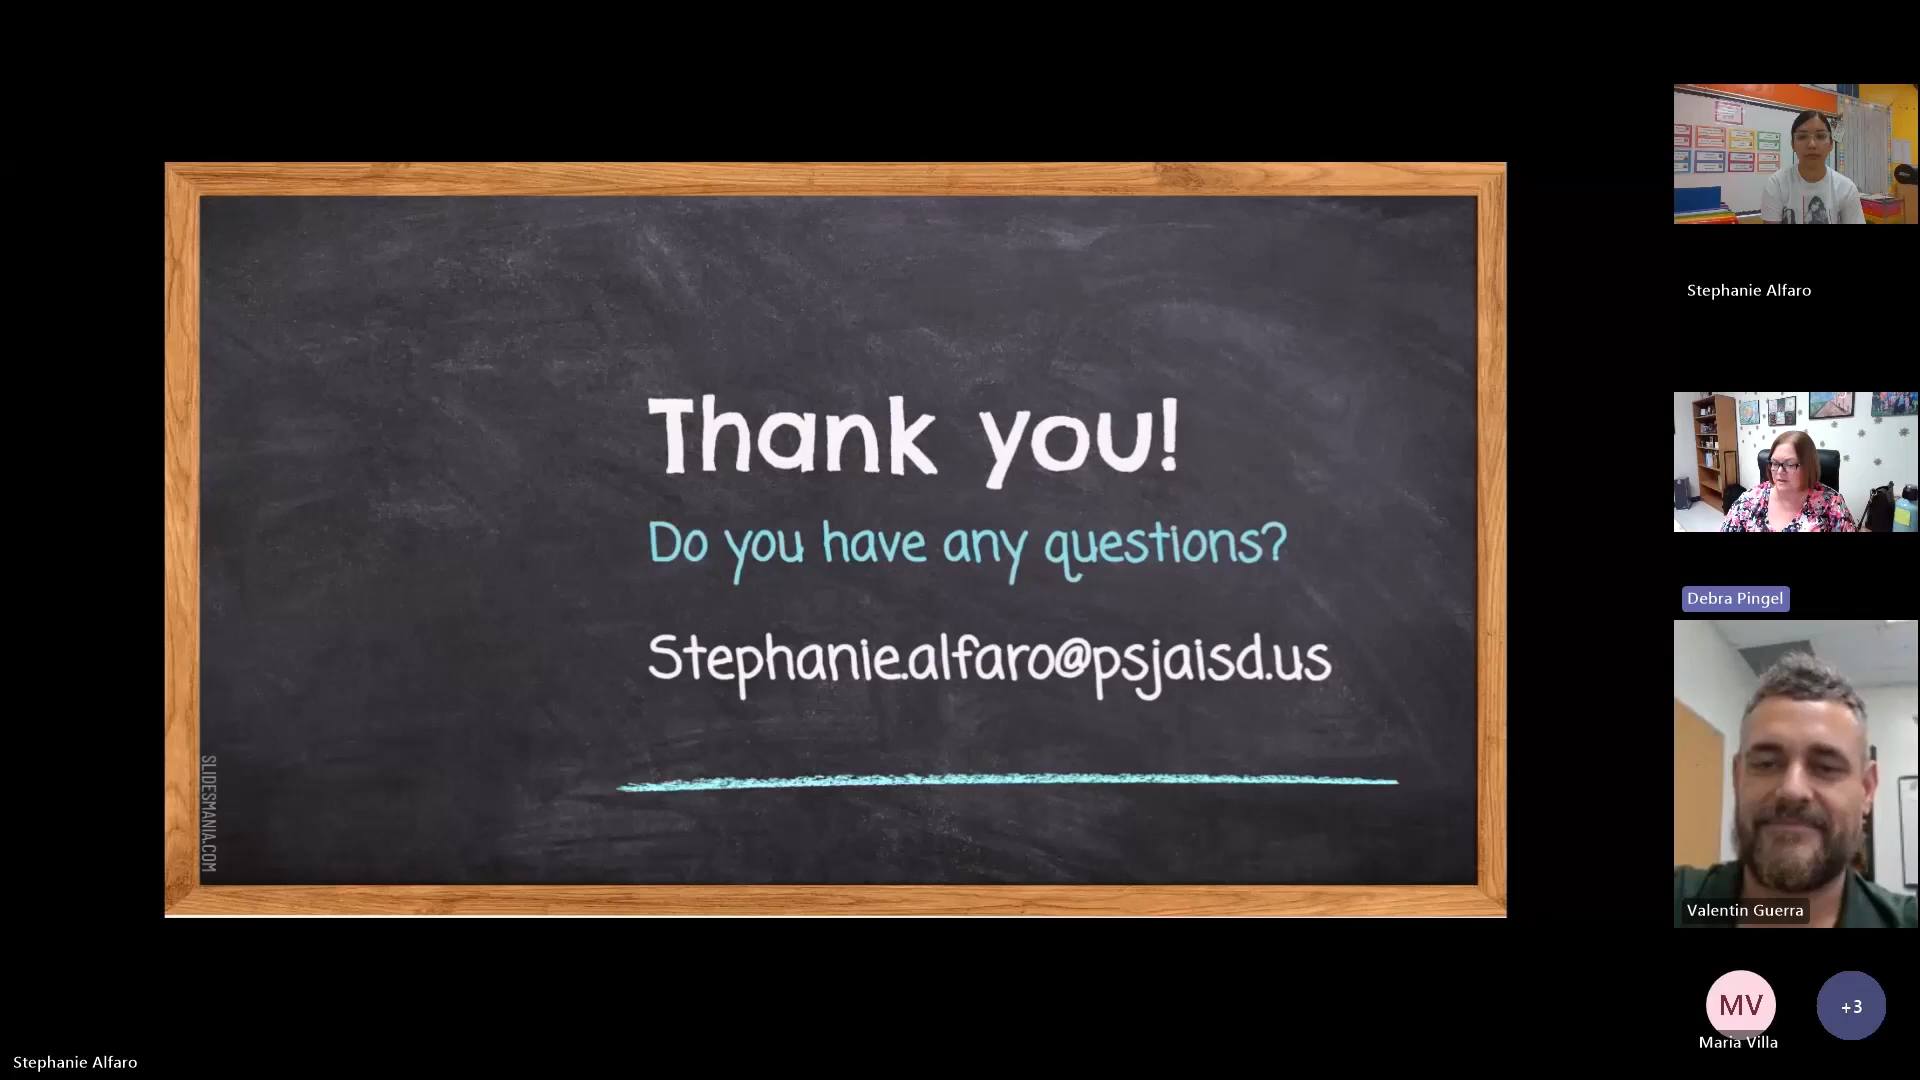 Thank you!
Do you have any questions?
Stephanie.alfaro@psjaisd.us
SLIDESMANIA.COM
Stephanie Alfaro
Debra Pingel
Valentin Guerra
MV
+3
Maria Villa
Stephanie Alfaro